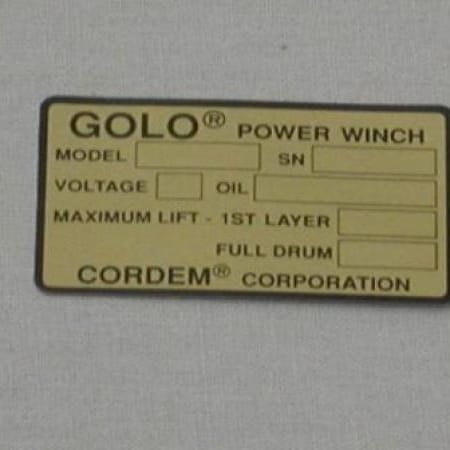 GOLO® POWER WINCH
MODEL SN
VOLTAGE OIL
MAXIMUM LIFT - 1ST LAYER
FULL DRUM
CORDEM® CORPORATION